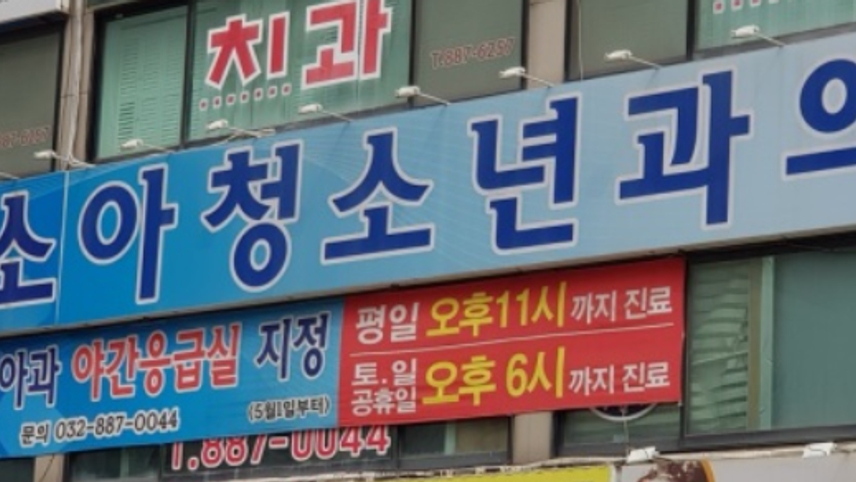 치과
T.887-6257
887-6257
소아청소년과의
아과 야간응급실 지정
문의 032-887-0044 (5월1일부터)
평일 오후11시까지 진료
토.일 공휴일 오후 6시까지 진료
T.887-0044